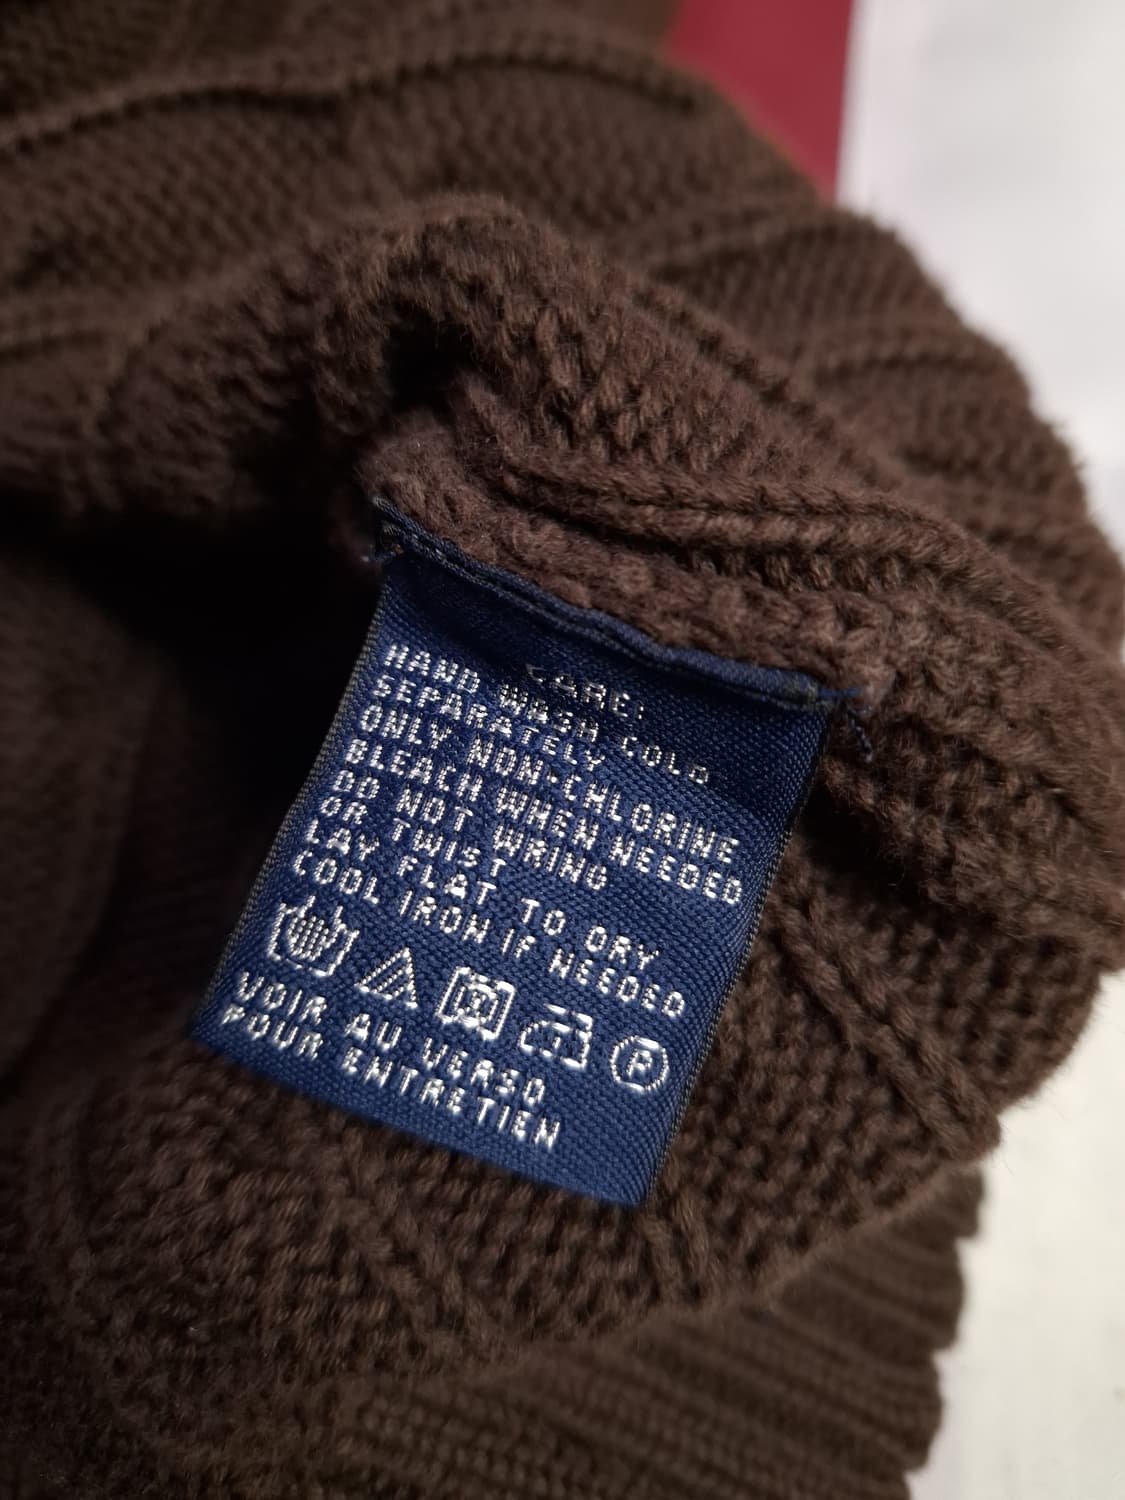 CARE:
HAND WASH COLD
SEPARATELY
ONLY NON-CHLORINE
BLEACH WHEN NEEDED
DO NOT WRING
OR TWIST
LAY FLAT TO DRY
COOL IRON IF NEEDED
P
VOIR AU VERSO
POUR ENTRETIEN